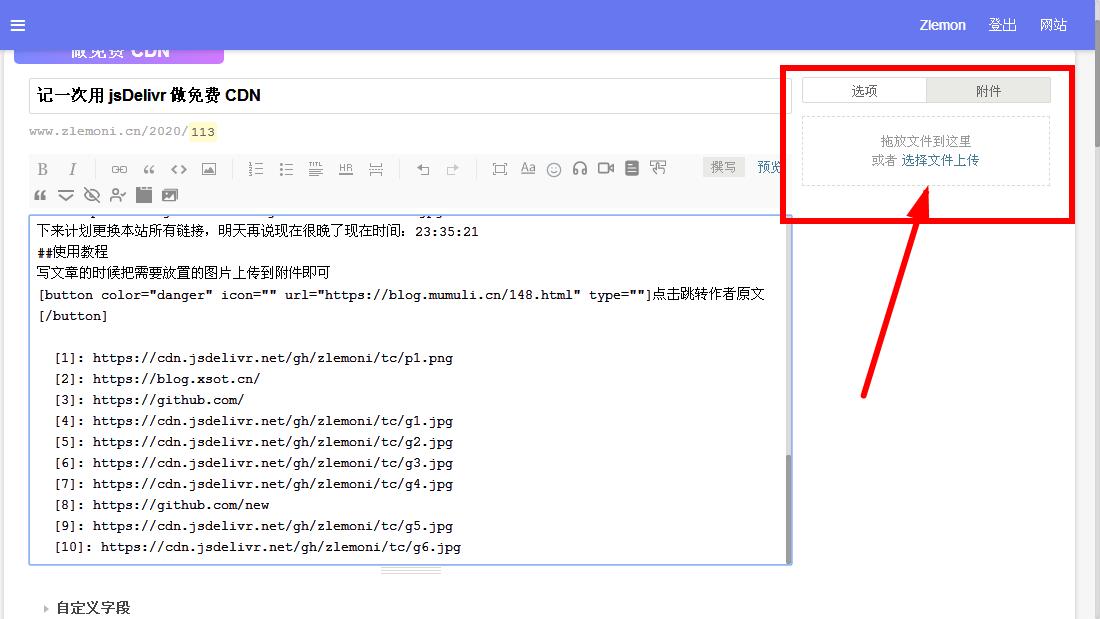 Zlemon 登出 网站
做免费 CDN
记一次用 jsDelivr 做免费 CDN
选项 附件
www.zlemoni.cn/2020/113
拖放文件到这里
或者 选择文件上传
撰写 预览
下来计划更换本站所有链接，明天再说现在很晚了现在时间：23:35:21
##使用教程
写文章的时候把需要放置的图片上传到附件即可
[button color="danger" icon="" url="https://blog.mumuli.cn/148.html" type=""]点击跳转作者原文
[/button]
[1]: https://cdn.jsdelivr.net/gh/zlemoni/tc/p1.png
[2]: https://blog.xsot.cn/
[3]: https://github.com/
[4]: https://cdn.jsdelivr.net/gh/zlemoni/tc/g1.jpg
[5]: https://cdn.jsdelivr.net/gh/zlemoni/tc/g2.jpg
[6]: https://cdn.jsdelivr.net/gh/zlemoni/tc/g3.jpg
[7]: https://cdn.jsdelivr.net/gh/zlemoni/tc/g4.jpg
[8]: https://github.com/new
[9]: https://cdn.jsdelivr.net/gh/zlemoni/tc/g5.jpg
[10]: https://cdn.jsdelivr.net/gh/zlemoni/tc/g6.jpg
自定义字段